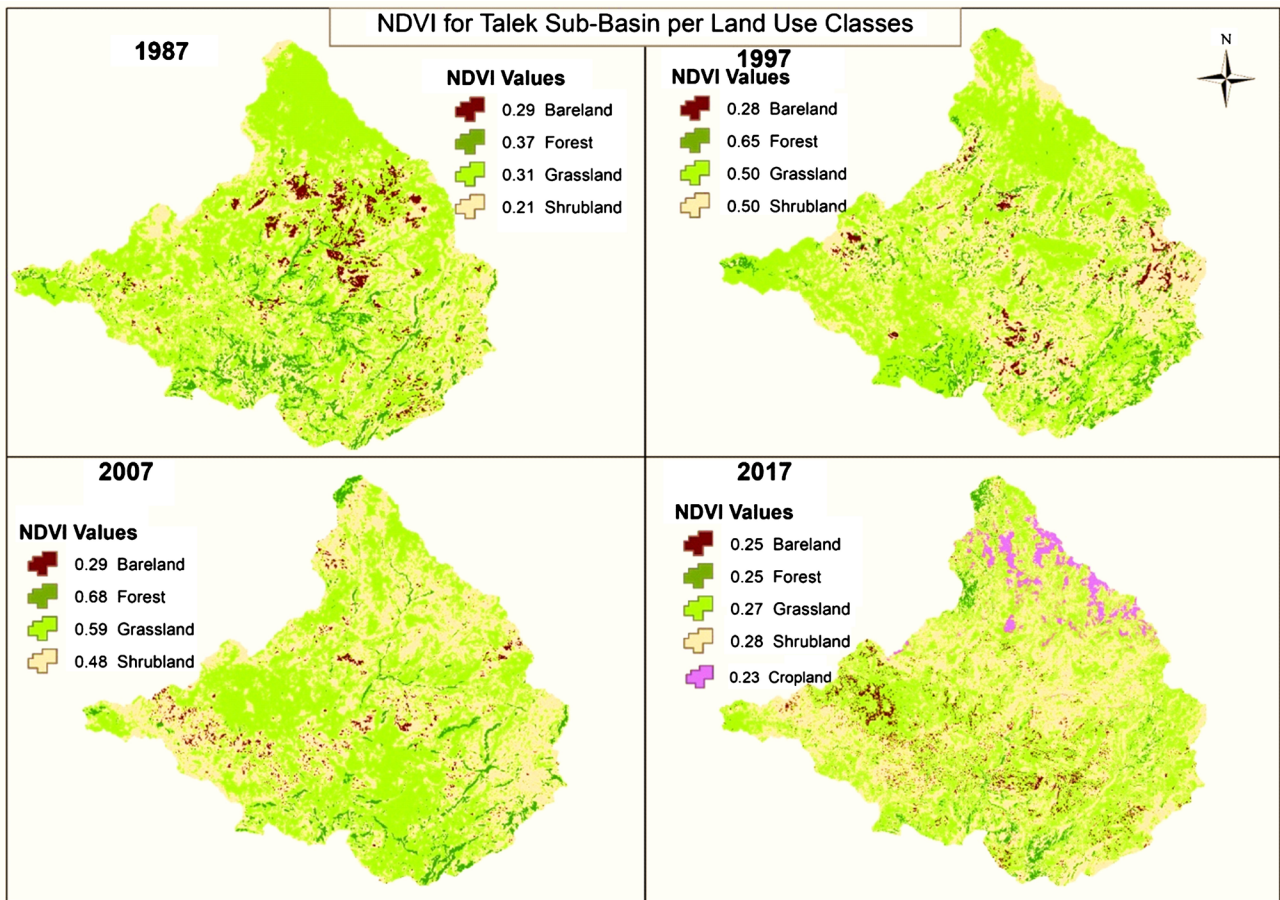 NDVI for Talek Sub-Basin per Land Use Classes
1987
NDVI Values
0.29 Bareland
0.37 Forest
0.31 Grassland
0.21 Shrubland
1997
NDVI Values
0.28 Bareland
0.65 Forest
0.50 Grassland
0.50 Shrubland
N
2007
NDVI Values
0.29 Bareland
0.68 Forest
0.59 Grassland
0.48 Shrubland
2017
NDVI Values
0.25 Bareland
0.25 Forest
0.27 Grassland
0.28 Shrubland
0.23 Cropland